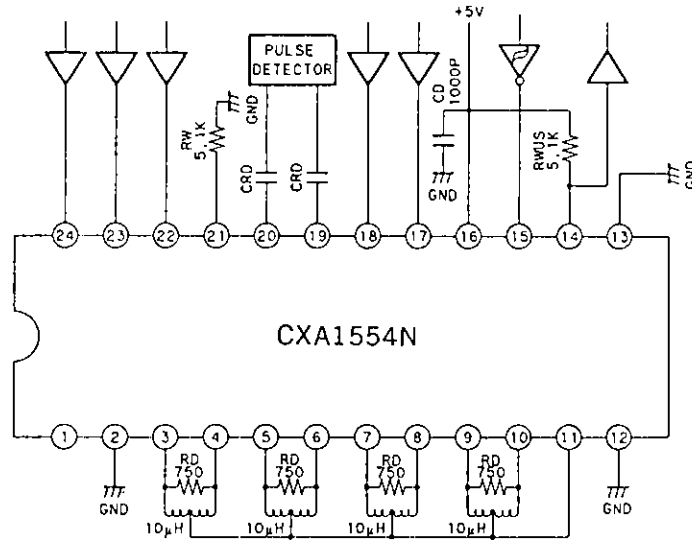 +5V
PULSE
DETECTOR
GND
RW
5.1K
CRD
CRD
CD
1000P
GND
RWUS
5.1K
GND
24 23 22 21 20 19 18 17 16 15 14 13
CXA1554N
1 2 3 4 5 6 7 8 9 10 11 12
RD
750
RD
750
RD
750
RD
750
GND
10μH
10μH
10μH
10μH
GND